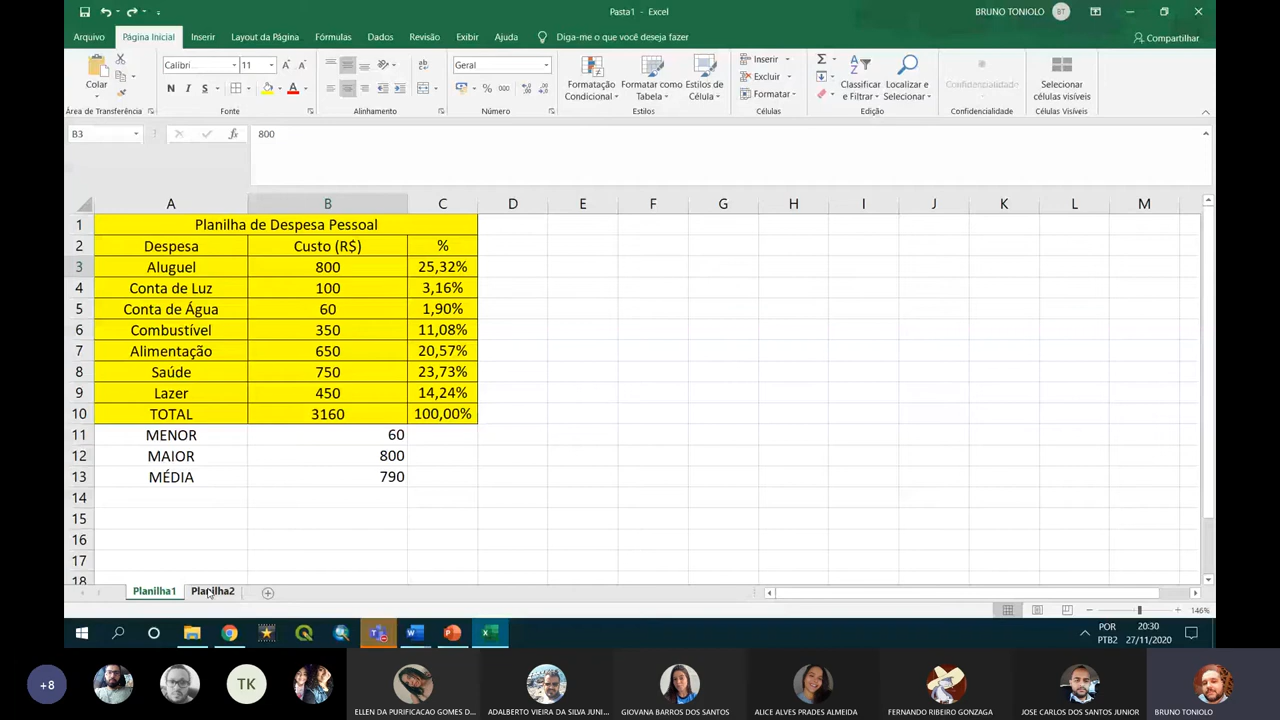 Pasta1 - Excel
BRUNO TONIOLO
BT
Arquivo
Página Inicial
Inserir
Layout da Página
Fórmulas
Dados
Revisão
Exibir
Ajuda
Diga-me o que você deseja fazer
Compartilhar
Colar
Área de Transferência
Calibri
11
N I S
Fonte
Alinhamento
Geral
% 000
Número
Formatação Condicional
Formatar como Tabela
Estilos de Célula
Estilos
Inserir
Excluir
Formatar
Células
Classificar e Filtrar
Localizar e Selecionar
Edição
Confidencialidade
Confidencialidade
Selecionar células visíveis
Células Visíveis
B3
fx
800
A B C D E F G H I J K L M
1 Planilha de Despesa Pessoal
2 Despesa Custo (R$) %
3 Aluguel 800 25,32%
4 Conta de Luz 100 3,16%
5 Conta de Água 60 1,90%
6 Combustível 350 11,08%
7 Alimentação 650 20,57%
8 Saúde 750 23,73%
9 Lazer 450 14,24%
10 TOTAL 3160 100,00%
11 MENOR 60
12 MAIOR 800
13 MÉDIA 790
14
15
16
17
18
Planilha1
Planilha2
146%
POR
PTB2
20:30
27/11/2020
+8
TK
ELLEN DA PURIFICACAO GOMES D...
ADALBERTO VIEIRA DA SILVA JUNI...
GIOVANA BARROS DOS SANTOS
ALICE ALVES PRADES ALMEIDA
FERNANDO RIBEIRO GONZAGA
JOSE CARLOS DOS SANTOS JUNIOR
BRUNO TONIOLO